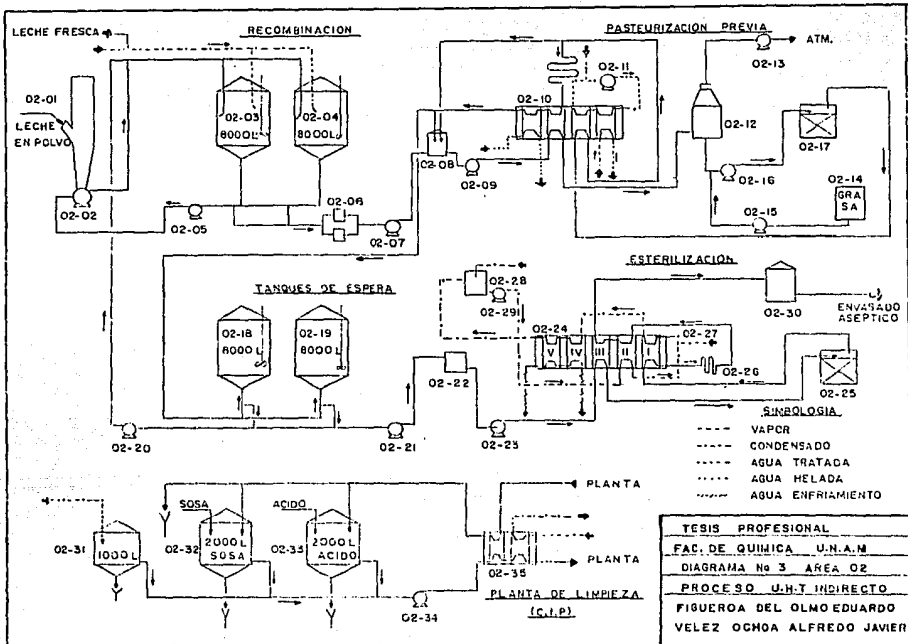 RECOMBINACION
PASTEURIZACIÓN PREVIA
LECHE FRESCA
02-01
LECHE
EN POLVO
02-02
02-03
8000L
02-04
8000L
02-05
02-06
02-07
02-08
02-09
02-10
02-11
02-12
02-13
ATM.
02-14
GRA
SA
02-15
02-16
02-17
TANQUES DE ESPERA
ESTERILIZACIÓN
02-18
8000L
02-19
8000L
02-20
02-21
02-22
02-23
02-24
V IV III II I
02-25
02-26
02-27
02-28
02-29
02-30
ENVASADO
ASEPTICO
SIMBOLOGIA
VAPOR
CONDENSADO
AGUA TRATADA
AGUA HELADA
AGUA ENFRIAMIENTO
02-31
1000L
SOSA
02-32
2000L
SOSA
ACIDO
02-33
2000L
ACIDO
02-34
02-35
PLANTA
PLANTA
PLANTA DE LIMPIEZA
(C.I.P)
TESIS PROFESIONAL
FAC. DE QUIMICA U.N.A.M
DIAGRAMA No 3 AREA 02
PROCESO U.H.T INDIRECTO
FIGUEROA DEL OLMO EDUARDO
VELEZ OCHOA ALFREDO JAVIER